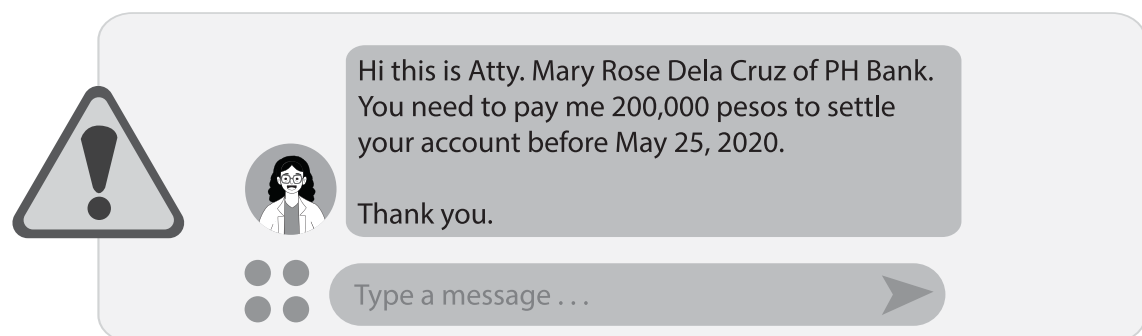 Hi this is Atty. Mary Rose Dela Cruz of PH Bank.
You need to pay me 200,000 pesos to settle
your account before May 25, 2020.
Thank you.
Type a message . . .